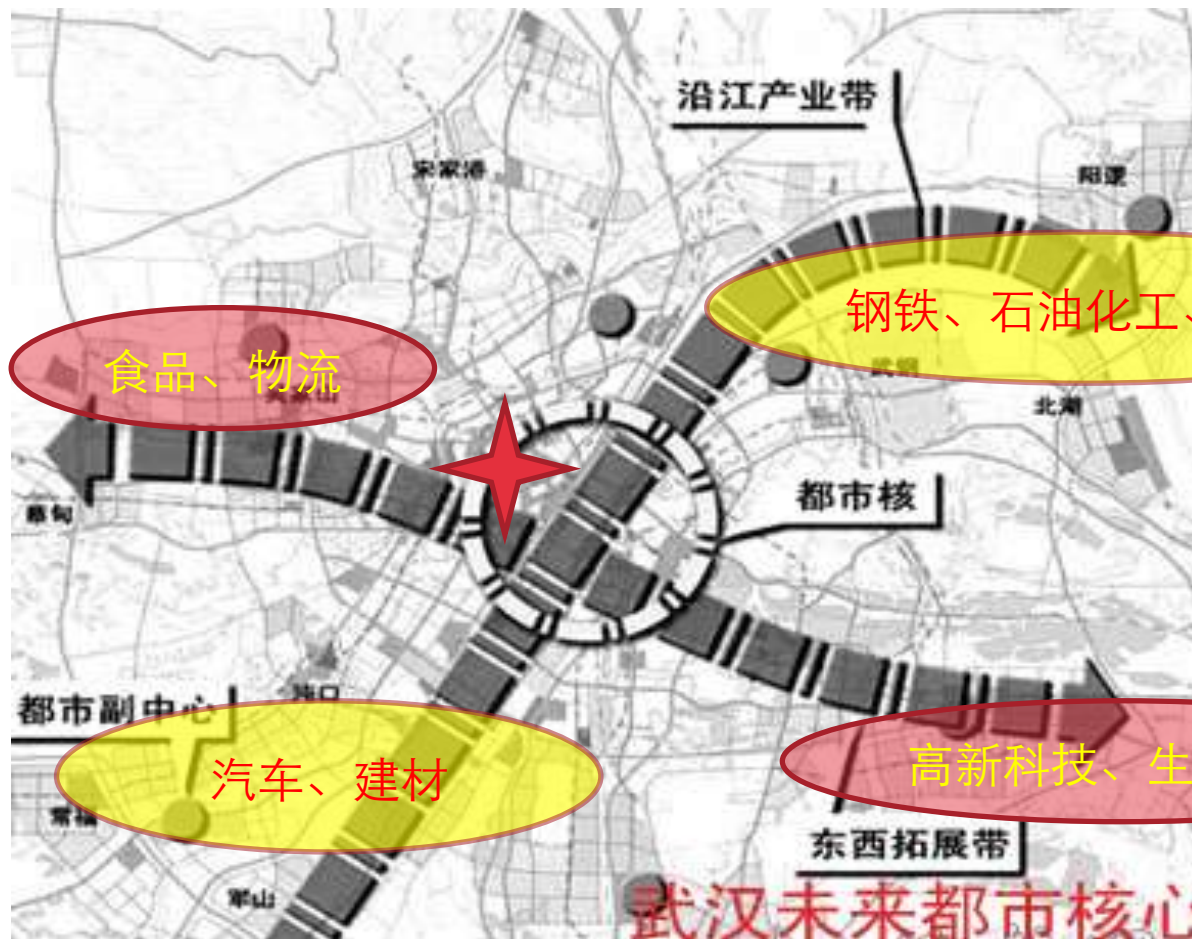 沿江产业带
宋家港
阳逻
钢铁、石油化工、
食品、物流
北湖
都市核
蔡甸
都市副中心
沌口
汽车、建材
高新科技、生
常福
东西拓展带
军山
武汉未来都市核心